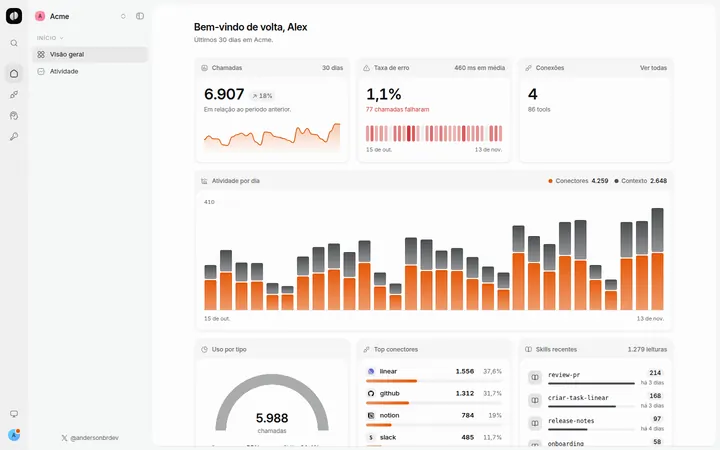 Acme
INÍCIO
Visão geral
Atividade
@andersonbrdev
Bem-vindo de volta, Alex
Últimos 30 dias em Acme.
Chamadas 30 dias
6.907 18%
Em relação ao período anterior.
Taxa de erro 460 ms em média
1,1%
77 chamadas falharam
15 de out. 13 de nov.
Conexões Ver todas
4
86 tools
Atividade por dia Conectores 4.259 Contexto 2.648
410
15 de out. 13 de nov.
Uso por tipo
5.988
chamadas
Top conectores
linear 1.556 37,6%
github 1.312 31,7%
notion 784 19%
slack 485 11,7%
Skills recentes 1.279 leituras
review-pr 214
há 3 dias
criar-task-linear 168
há 3 dias
release-notes 97
há 4 dias
onboarding 58